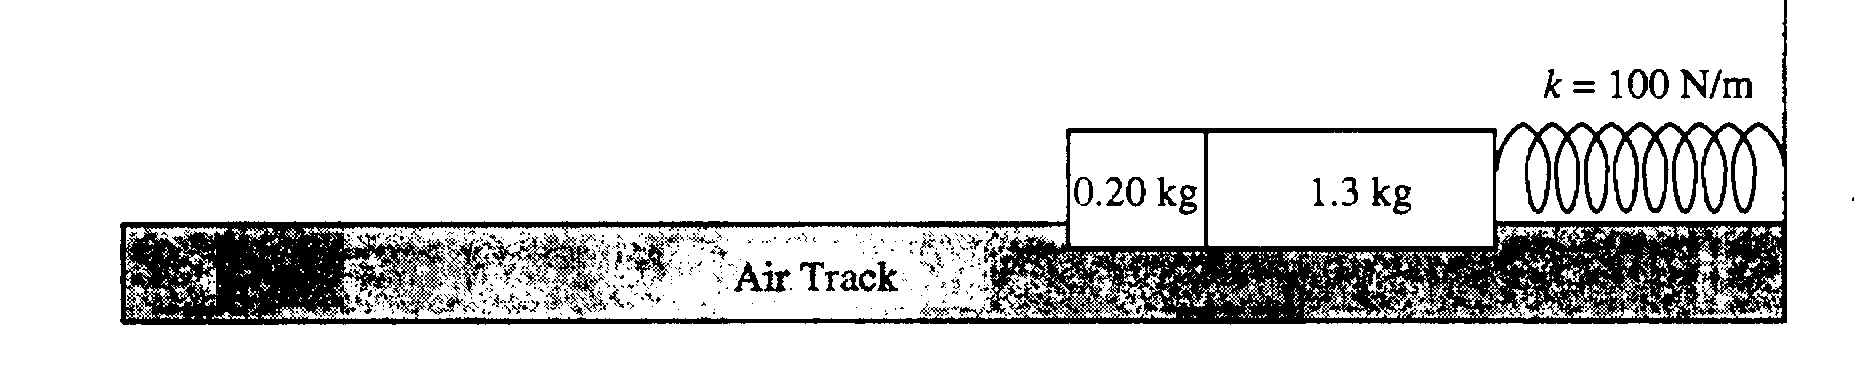 k = 100 N/m
0.20 kg
1.3 kg
Air Track